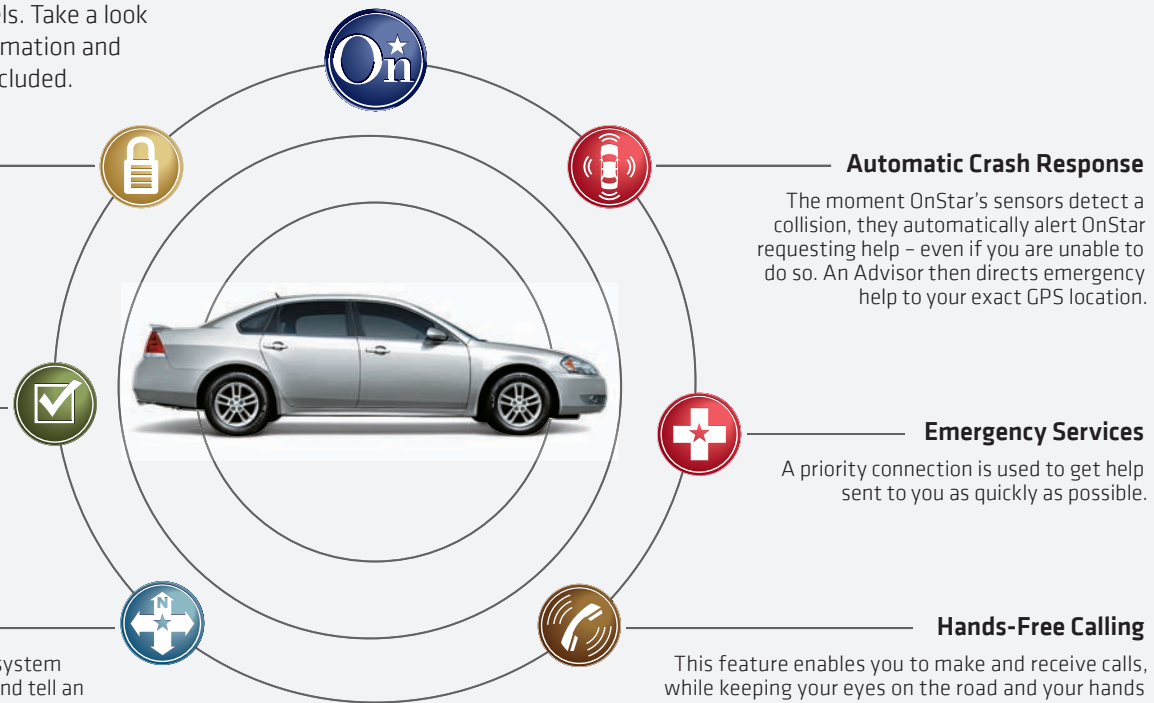 els. Take a look
mation and
cluded.
On
Automatic Crash Response
The moment OnStar’s sensors detect a
collision, they automatically alert OnStar
requesting help – even if you are unable to
do so. An Advisor then directs emergency
help to your exact GPS location.
Emergency Services
A priority connection is used to get help
sent to you as quickly as possible.
N
system
nd tell an
Hands-Free Calling
This feature enables you to make and receive calls,
while keeping your eyes on the road and your hands